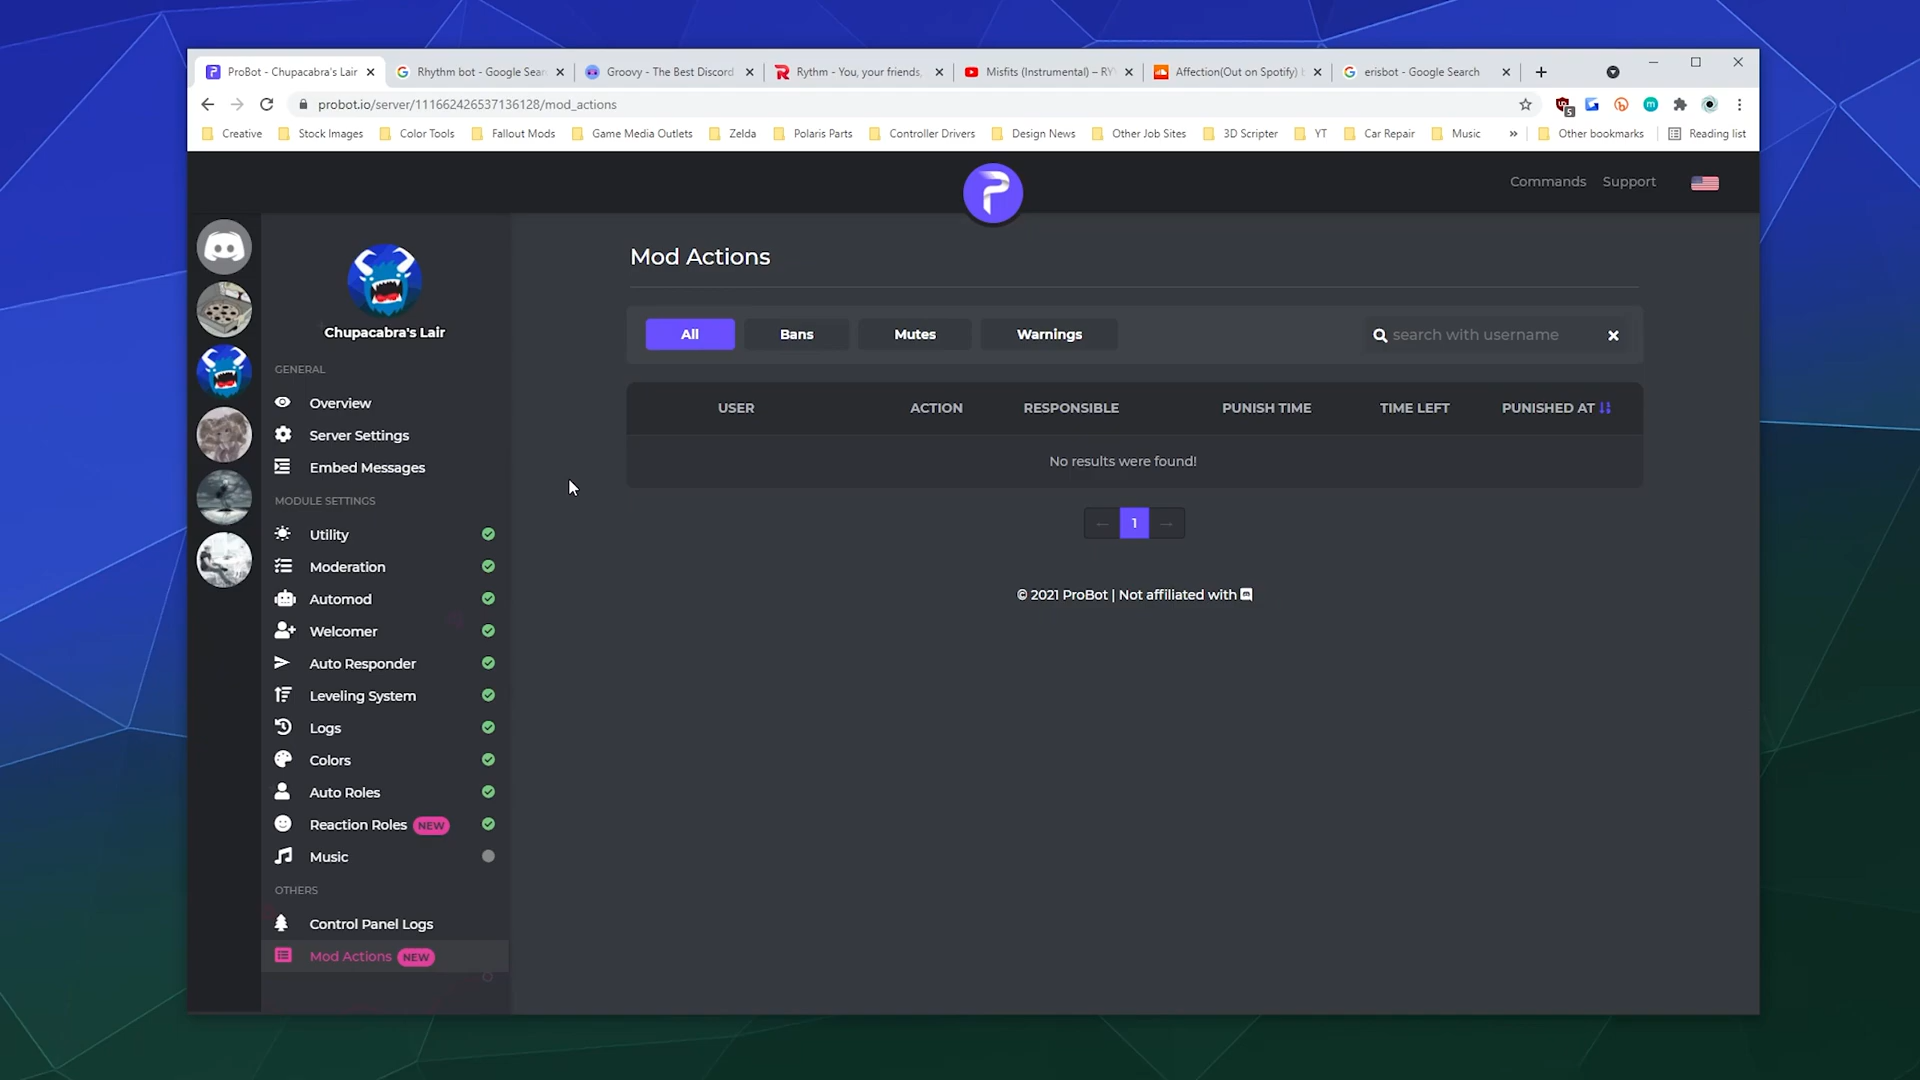 ProBot - Chupacabra's Lair
Rhythm bot - Google Sear
Groovy - The Best Discord
Rythm - You, your friends,
Misfits (Instrumental) – RY
Affection(Out on Spotify) b
erisbot - Google Search
probot.io/server/111662426537136128/mod_actions
5
Creative
Stock Images
Color Tools
Fallout Mods
Game Media Outlets
Zelda
Polaris Parts
Controller Drivers
Design News
Other Job Sites
3D Scripter
YT
Car Repair
Music
»
Other bookmarks
Reading list
Commands
Support
Chupacabra's Lair
GENERAL
Overview
Server Settings
Embed Messages
MODULE SETTINGS
Utility
Moderation
Automod
Welcomer
Auto Responder
Leveling System
Logs
Colors
Auto Roles
Reaction Roles NEW
Music
OTHERS
Control Panel Logs
Mod Actions NEW
Mod Actions
All
Bans
Mutes
Warnings
search with username
USER
ACTION
RESPONSIBLE
PUNISH TIME
TIME LEFT
PUNISHED AT
No results were found!
← 1 →
© 2021 ProBot | Not affiliated with